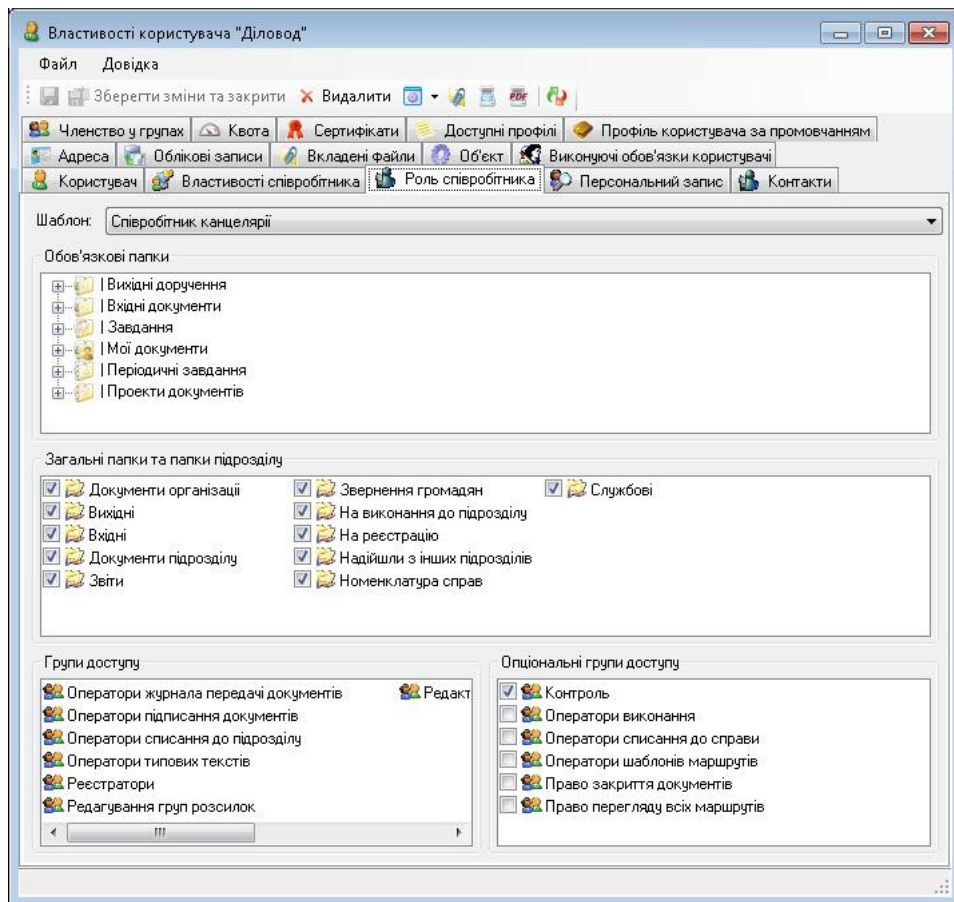 Властивості користувача "Діловод"
Файл Довідка
Зберегти зміни та закрити Видалити PDF
Членство у групах Квота Сертифікати Доступні профілі Профіль користувача за промовчанням
Адреса Облікові записи Вкладені файли Об'єкт Виконуючі обов'язки користувачі
Користувач Властивості співробітника Роль співробітника Персональний запис Контакти
Шаблон: Співробітник канцелярії
Обов'язкові папки
| Вихідні доручення
| Вхідні документи
| Завдання
| Мої документи
| Періодичні завдання
| Проекти документів
Загальні папки та папки підрозділу
Документи організації Звернення громадян Службові
Вихідні На виконання до підрозділу
Вхідні На реєстрацію
Документи підрозділу Надійшли з інших підрозділів
Звіти Номенклатура справ
Групи доступу Опціональні групи доступу
Оператори журнала передачі документів Редакт Контроль
Оператори підписання документів Оператори виконання
Оператори списання до підрозділу Оператори списання до справи
Оператори типових текстів Оператори шаблонів маршрутів
Реєстратори Право закриття документів
Редагування груп розсилок Право перегляду всіх маршрутів